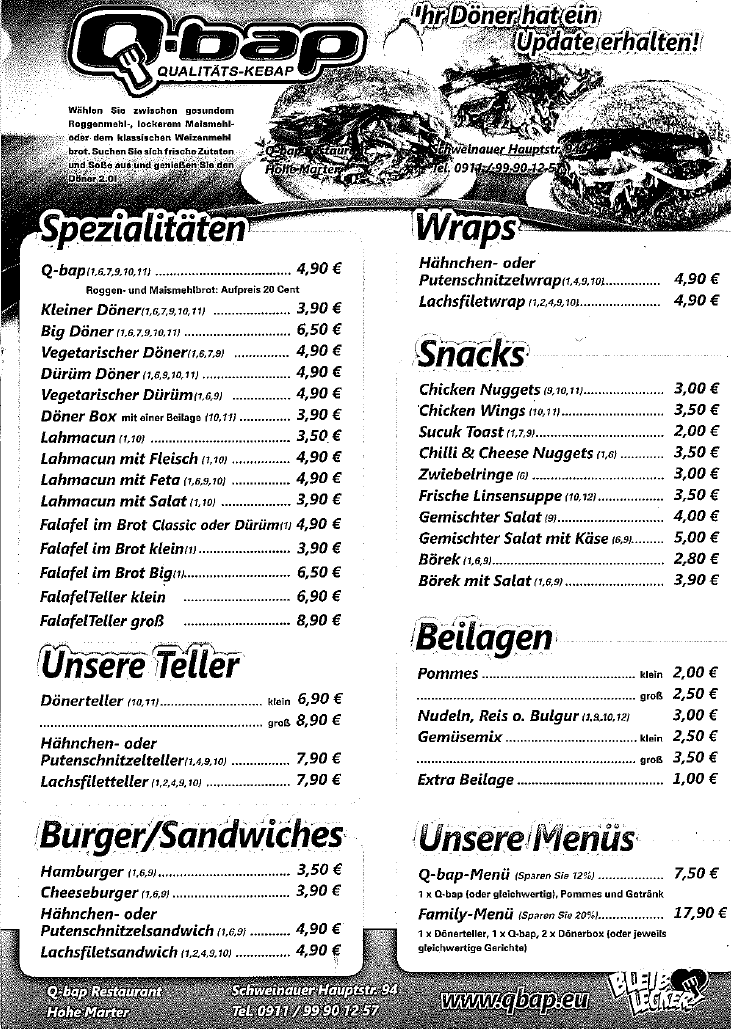 Q-bap
QUALITÄTS-KEBAP
Ihr Döner hat ein
Update erhalten!
Wählen Sie zwischen gesundem
Roggenmehl-, lockerem Maismehl-
oder dem klassischen Weizenmehl
brot. Suchen Sie sich frische Zutaten
und Soße aus und genießen Sie den
Döner 2.0!
Q-bap Restaurant
Hohe Marter
Schweinauer Hauptstr. 94
Tel. 0911 / 99 90 12 57
Spezialitäten
Q-bap (1,6,7,9,10,11) ..... 4,90 €
Roggen- und Maismehlbrot: Aufpreis 20 Cent
Kleiner Döner (1,6,7,9,10,11) ..... 3,90 €
Big Döner (1,6,7,9,10,11) ..... 6,50 €
Vegetarischer Döner (1,6,7,9) ..... 4,90 €
Dürüm Döner (1,6,9,10,11) ..... 4,90 €
Vegetarischer Dürüm (1,6,9) ..... 4,90 €
Döner Box mit einer Beilage (10,11) ..... 3,90 €
Lahmacun (1,10) ..... 3,50 €
Lahmacun mit Fleisch (1,10) ..... 4,90 €
Lahmacun mit Feta (1,6,9,10) ..... 4,90 €
Lahmacun mit Salat (1,10) ..... 3,90 €
Falafel im Brot Classic oder Dürüm (1) 4,90 €
Falafel im Brot klein (1) ..... 3,90 €
Falafel im Brot Big (1) ..... 6,50 €
FalafelTeller klein ..... 6,90 €
FalafelTeller groß ..... 8,90 €
Unsere Teller
Dönerteller (10,11) ..... klein 6,90 €
..... groß 8,90 €
Hähnchen- oder
Putenschnitzelteller (1,4,9,10) ..... 7,90 €
Lachsfiletteller (1,2,4,9,10) ..... 7,90 €
Burger/Sandwiches
Hamburger (1,6,9) ..... 3,50 €
Cheeseburger (1,6,9) ..... 3,90 €
Hähnchen- oder
Putenschnitzelsandwich (1,6,9) ..... 4,90 €
Lachsfiletsandwich (1,2,4,9,10) ..... 4,90 €
Wraps
Hähnchen- oder
Putenschnitzelwrap (1,4,9,10) ..... 4,90 €
Lachsfiletwrap (1,2,4,9,10) ..... 4,90 €
Snacks
Chicken Nuggets (9,10,11) ..... 3,00 €
Chicken Wings (10,11) ..... 3,50 €
Sucuk Toast (1,7,9) ..... 2,00 €
Chilli & Cheese Nuggets (1,6) ..... 3,50 €
Zwiebelringe (6) ..... 3,00 €
Frische Linsensuppe (10,12) ..... 3,50 €
Gemischter Salat (9) ..... 4,00 €
Gemischter Salat mit Käse (6,9) ..... 5,00 €
Börek (1,6,9) ..... 2,80 €
Börek mit Salat (1,6,9) ..... 3,90 €
Beilagen
Pommes ..... klein 2,00 €
..... groß 2,50 €
Nudeln, Reis o. Bulgur (1,9,10,12) 3,00 €
Gemüsemix ..... klein 2,50 €
..... groß 3,50 €
Extra Beilage ..... 1,00 €
Unsere Menüs
Q-bap-Menü (Sparen Sie 12%) ..... 7,50 €
1 x Q-bap (oder gleichwertig), Pommes und Getränk
Family-Menü (Sparen Sie 20%) ..... 17,90 €
1 x Dönerteller, 1 x Q-bap, 2 x Dönerbox (oder jeweils
gleichwertige Gerichte)
Q-bap Restaurant
Hohe Marter
Schweinauer Hauptstr. 94
Tel. 0911 / 99 90 12 57
www.qbap.eu
BLEIB
LECKER